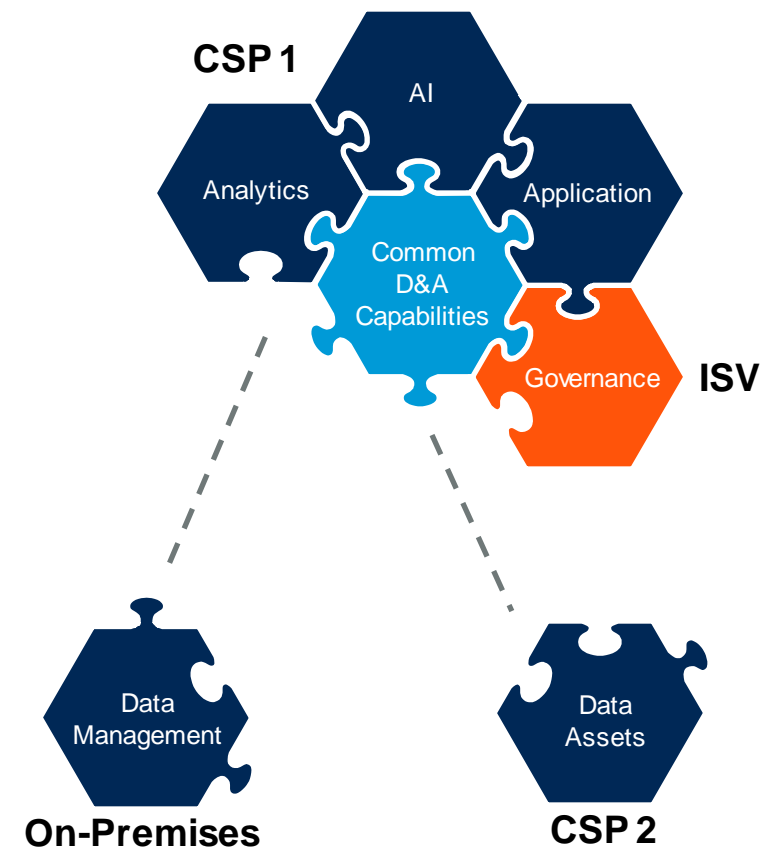 CSP 1
AI
Analytics
Application
Common
D&A
Capabilities
Governance
ISV
Data
Management
On-Premises
Data
Assets
CSP 2